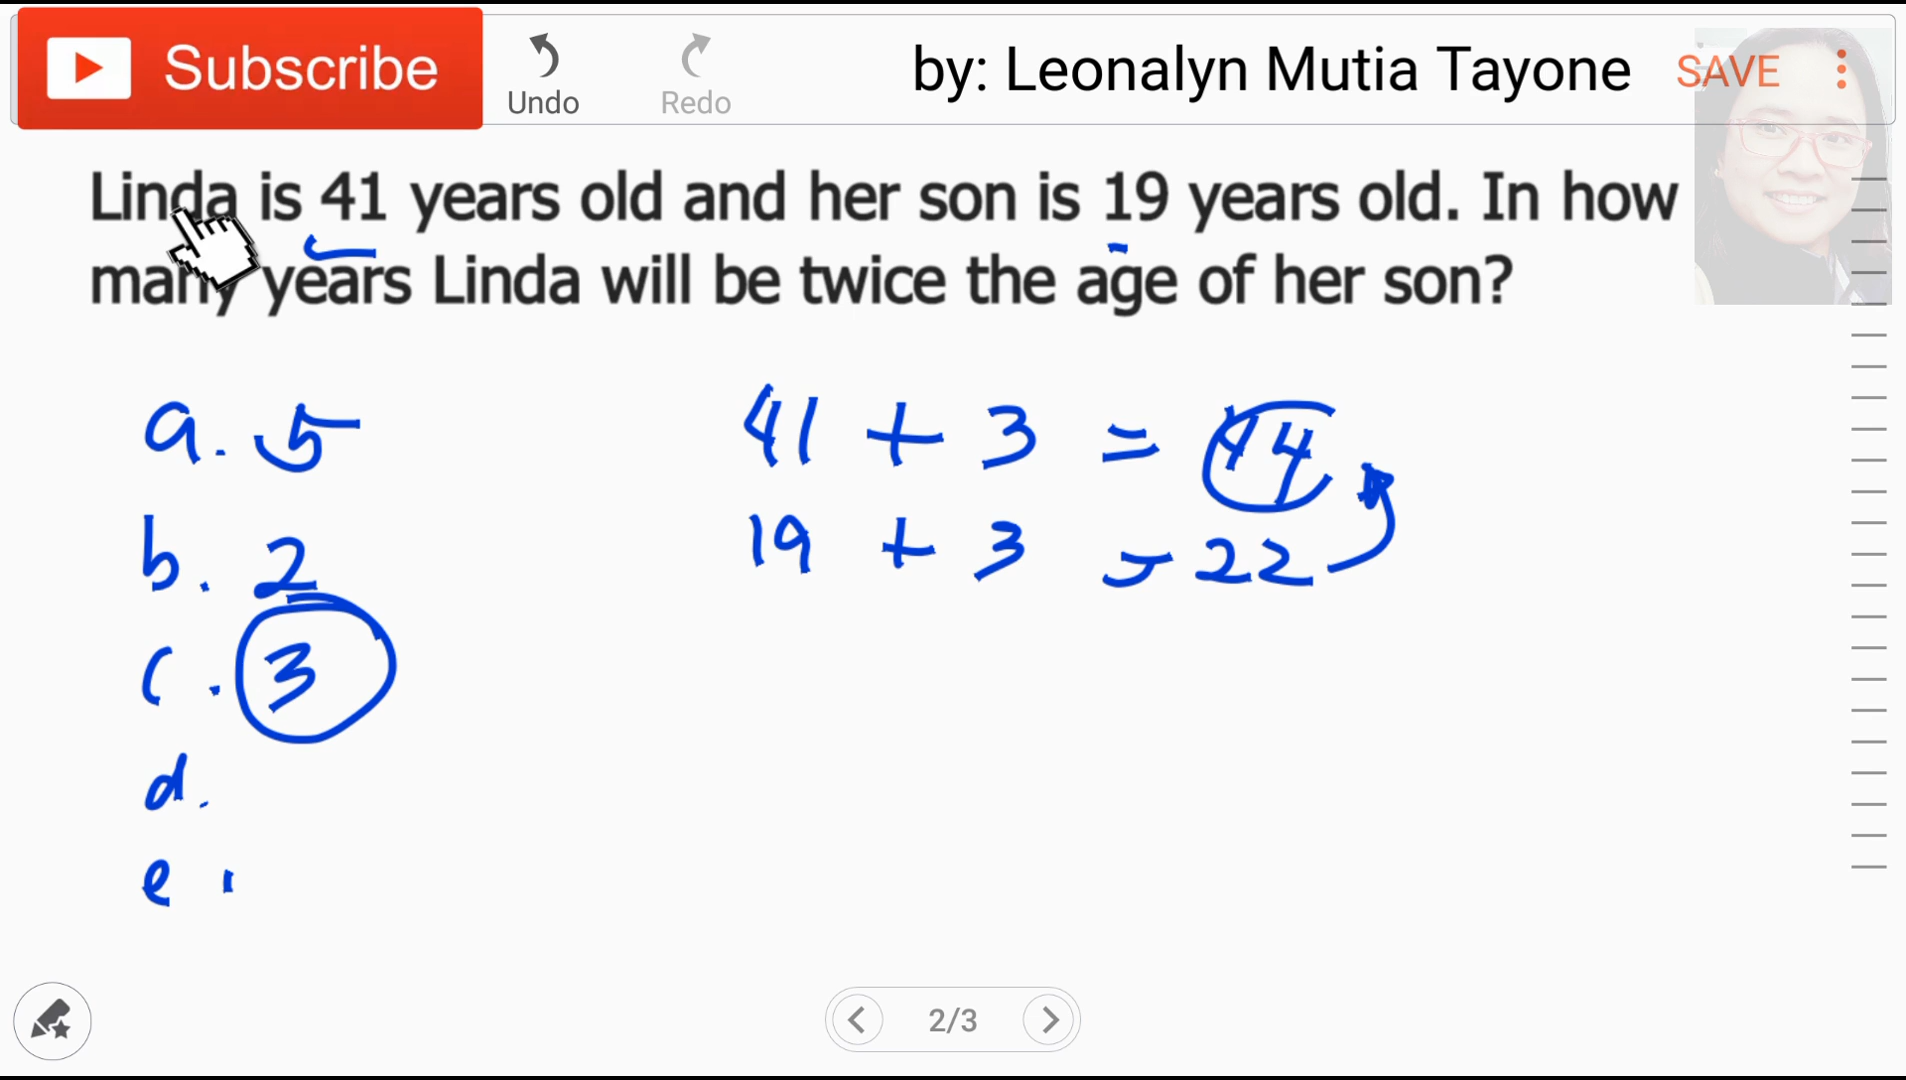 Subscribe
Undo
Redo
by: Leonalyn Mutia Tayone
SAVE
Linda is 41 years old and her son is 19 years old. In how
many years Linda will be twice the age of her son?
a. 5
41 + 3 = 44
b. 2
19 + 3 = 22
c. 3
d.
e.
2/3